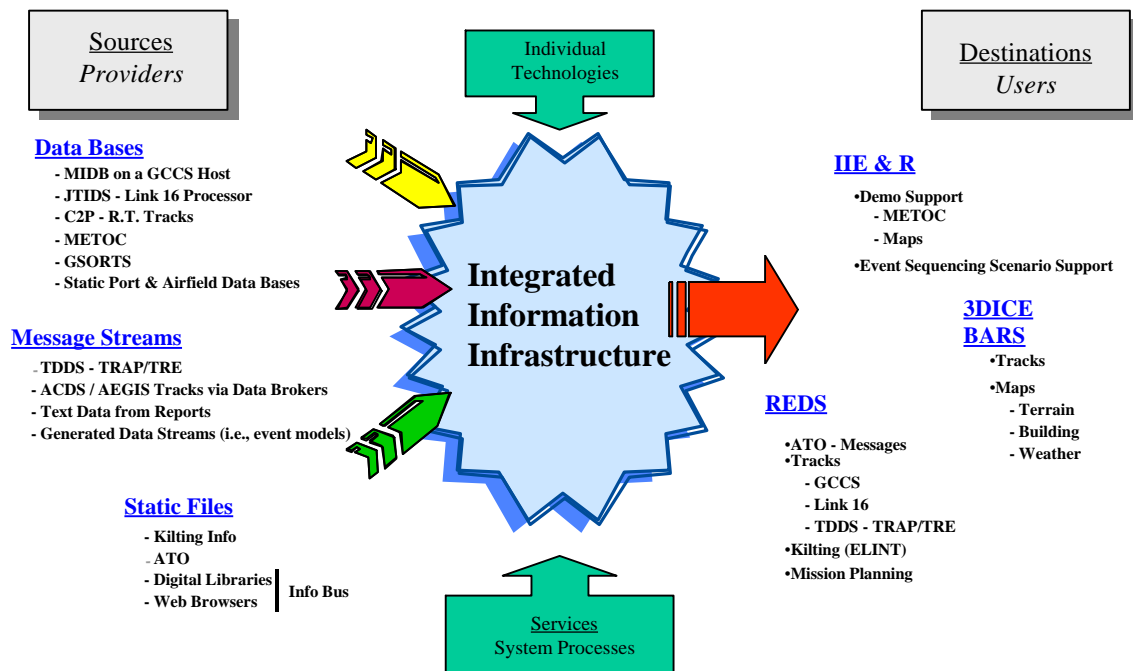 Sources
Providers
Data Bases
- MIDB on a GCCS Host
- JTIDS - Link 16 Processor
- C2P - R.T. Tracks
- METOC
- GSORTS
- Static Port & Airfield Data Bases
Message Streams
- TDDS - TRAP/TRE
- ACDS / AEGIS Tracks via Data Brokers
- Text Data from Reports
- Generated Data Streams (i.e., event models)
Static Files
- Kilting Info
- ATO
- Digital Libraries
- Web Browsers
Info Bus
Individual
Technologies
Integrated
Information
Infrastructure
Services
System Processes
Destinations
Users
IIE & R
•Demo Support
- METOC
- Maps
•Event Sequencing Scenario Support
3DICE
BARS
•Tracks
•Maps
- Terrain
- Building
- Weather
REDS
•ATO - Messages
•Tracks
- GCCS
- Link 16
- TDDS - TRAP/TRE
•Kilting (ELINT)
•Mission Planning